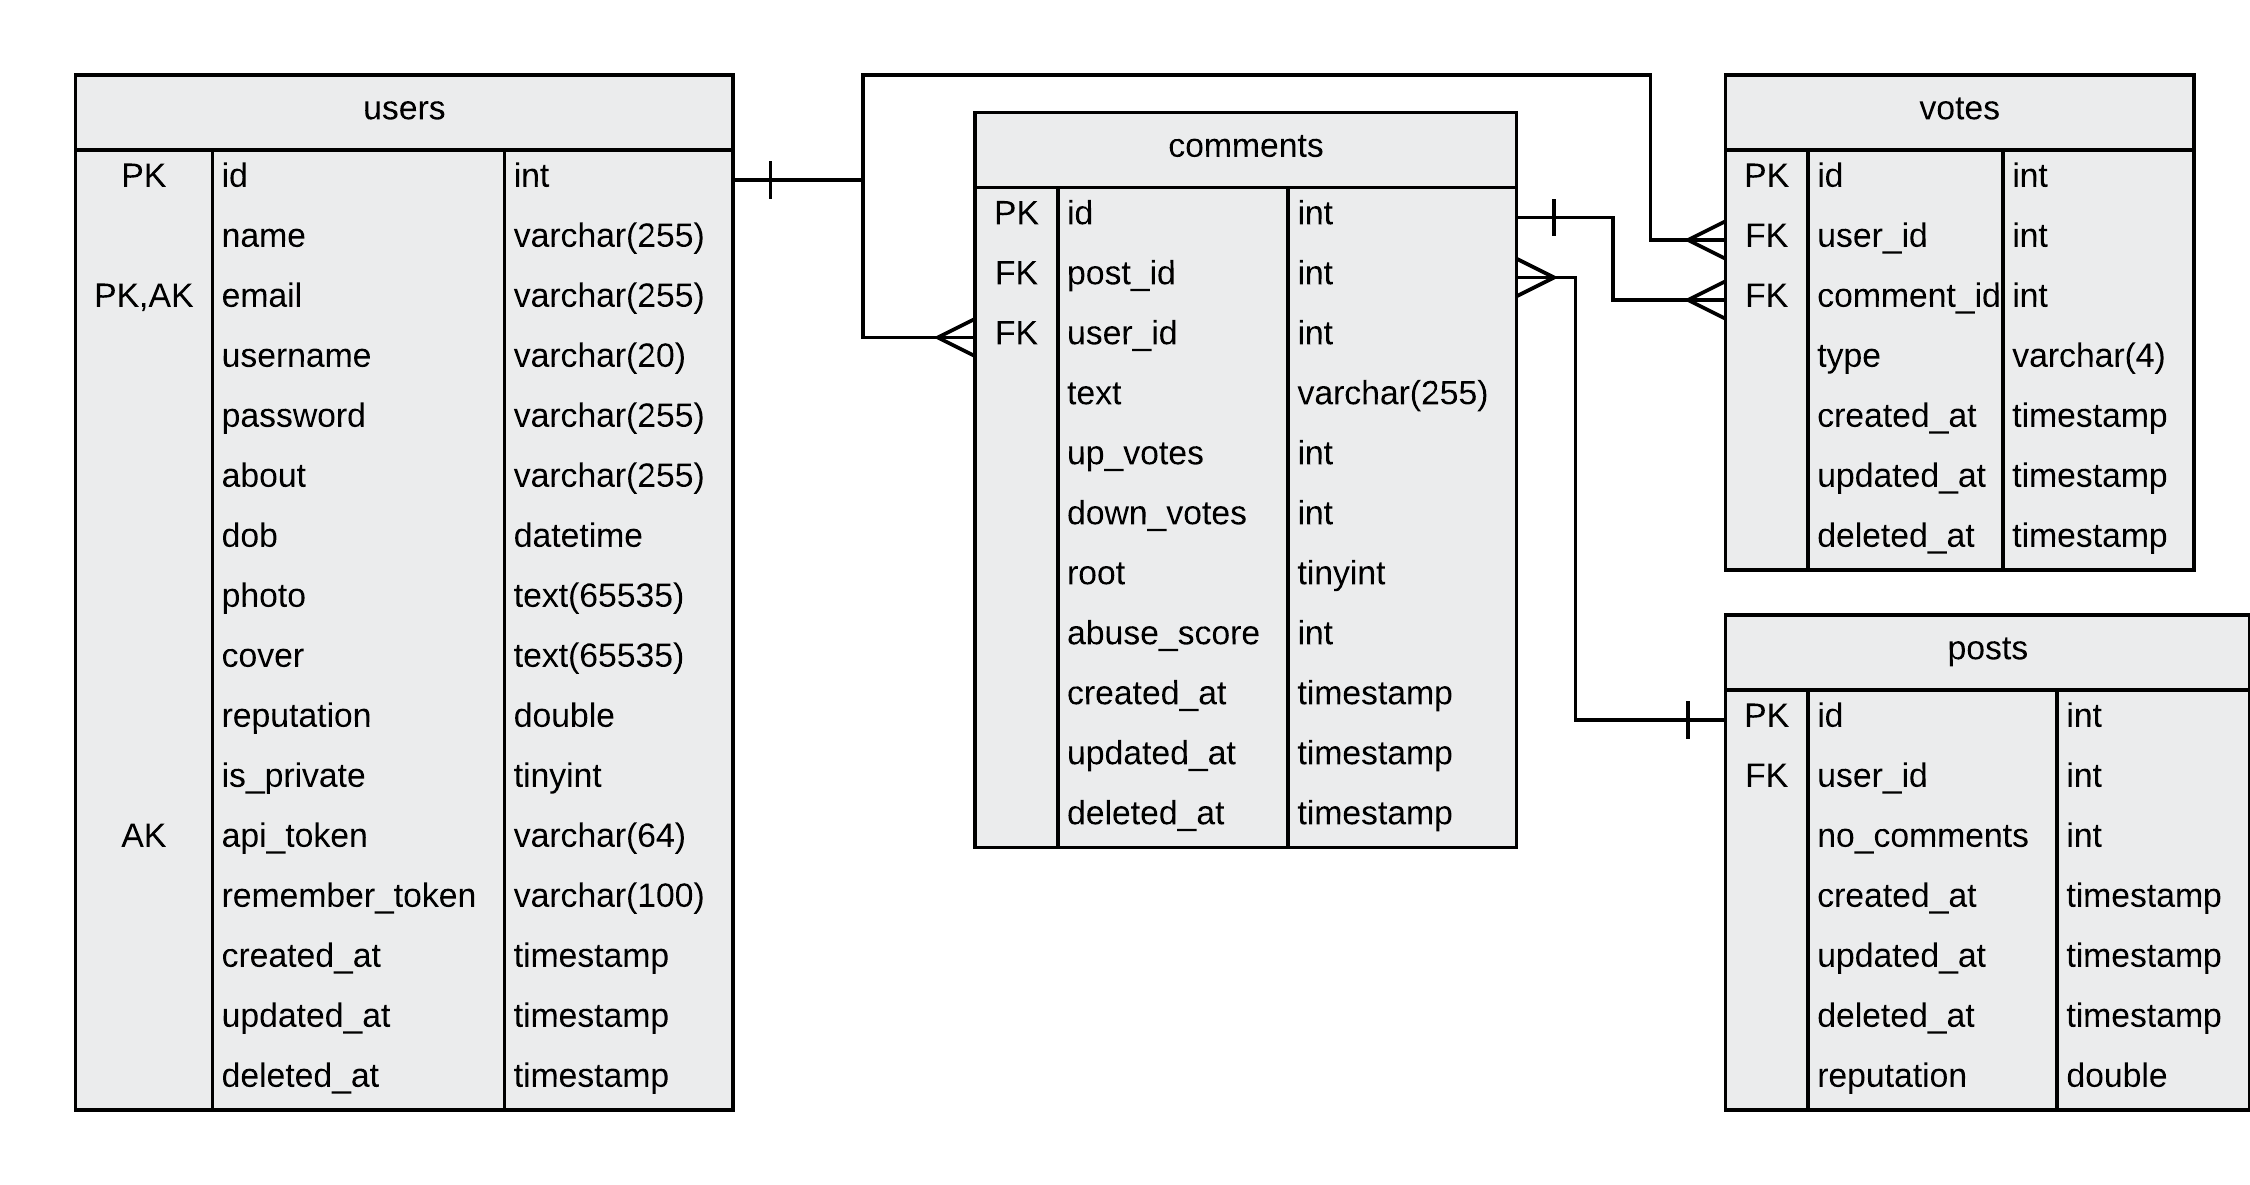 users
PK id int
name varchar(255)
PK,AK email varchar(255)
username varchar(20)
password varchar(255)
about varchar(255)
dob datetime
photo text(65535)
cover text(65535)
reputation double
is_private tinyint
AK api_token varchar(64)
remember_token varchar(100)
created_at timestamp
updated_at timestamp
deleted_at timestamp
comments
PK id int
FK post_id int
FK user_id int
text varchar(255)
up_votes int
down_votes int
root tinyint
abuse_score int
created_at timestamp
updated_at timestamp
deleted_at timestamp
votes
PK id int
FK user_id int
FK comment_id int
type varchar(4)
created_at timestamp
updated_at timestamp
deleted_at timestamp
posts
PK id int
FK user_id int
no_comments int
created_at timestamp
updated_at timestamp
deleted_at timestamp
reputation double